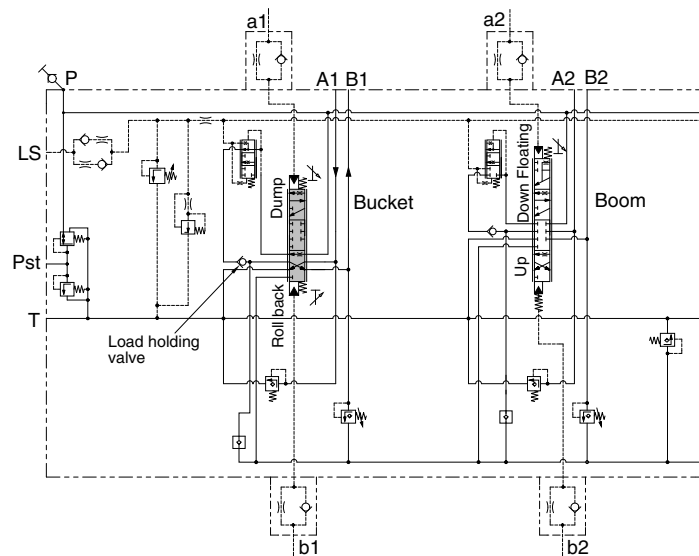 a1
a2
P
A1 B1
A2 B2
LS
Dump
Bucket
Down Floating
Boom
Pst
Up
T
Load holding
valve
Roll back
b1
b2